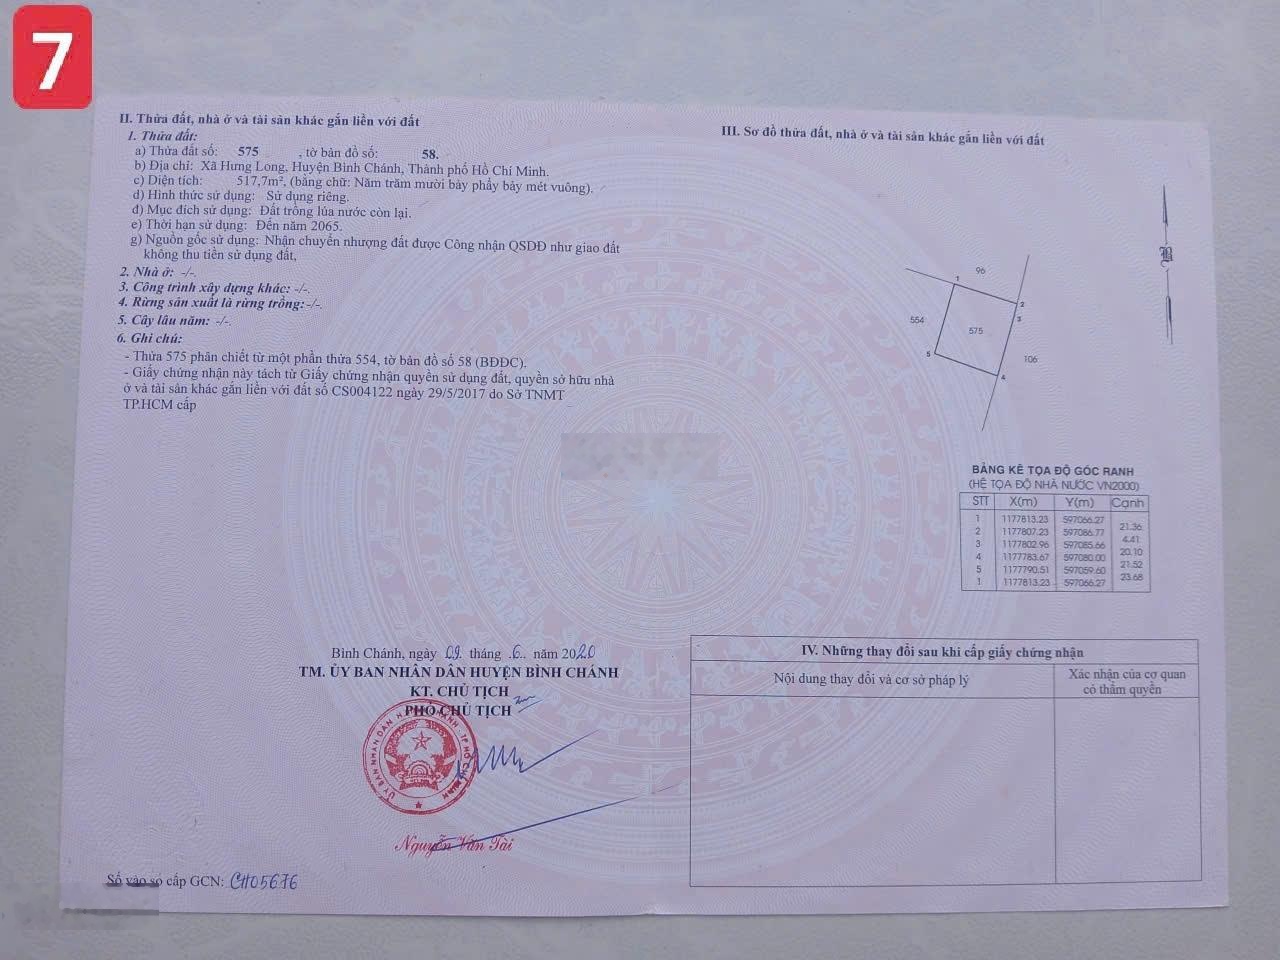 7
II. Thửa đất, nhà ở và tài sản khác gắn liền với đất
1. Thửa đất:
a) Thửa đất số: 575 , tờ bản đồ số: 58.
b) Địa chỉ: Xã Hưng Long, Huyện Bình Chánh, Thành phố Hồ Chí Minh.
c) Diện tích: 517,7m², (bằng chữ: Năm trăm mười bảy phẩy bảy mét vuông).
d) Hình thức sử dụng: Sử dụng riêng.
đ) Mục đích sử dụng: Đất trồng lúa nước còn lại.
e) Thời hạn sử dụng: Đến năm 2065.
g) Nguồn gốc sử dụng: Nhận chuyển nhượng đất được Công nhận QSDĐ như giao đất
không thu tiền sử dụng đất,
2. Nhà ở: -/-.
3. Công trình xây dựng khác: -/-.
4. Rừng sản xuất là rừng trồng: -/-.
5. Cây lâu năm: -/-.
6. Ghi chú:
- Thửa 575 phân chiết từ một phần thửa 554, tờ bản đồ số 58 (BĐĐC).
- Giấy chứng nhận này tách từ Giấy chứng nhận quyền sử dụng đất, quyền sở hữu nhà
ở và tài sản khác gắn liền với đất số CS004122 ngày 29/5/2017 do Sở TNMT
TP.HCM cấp
Bình Chánh, ngày 09. tháng .6.. năm 2020
TM. ỦY BAN NHÂN DÂN HUYỆN BÌNH CHÁNH
KT. CHỦ TỊCH
PHÓ CHỦ TỊCH
Nguyễn Văn Tài
Số vào sổ cấp GCN: CH05676
III. Sơ đồ thửa đất, nhà ở và tài sản khác gắn liền với đất
B
96
1
2
3
554
575
5
106
4
BẢNG KÊ TỌA ĐỘ GÓC RANH
(HỆ TỌA ĐỘ NHÀ NƯỚC VN2000)
STT X(m) Y(m) Cạnh
1 1177813.23 597066.27
21.36
2 1177807.23 597086.77
4.41
3 1177802.96 597085.66
20.10
4 1177783.67 597080.00
21.52
5 1177790.51 597059.60
23.68
1 1177813.23 597066.27
IV. Những thay đổi sau khi cấp giấy chứng nhận
Nội dung thay đổi và cơ sở pháp lý
Xác nhận của cơ quan
có thẩm quyền